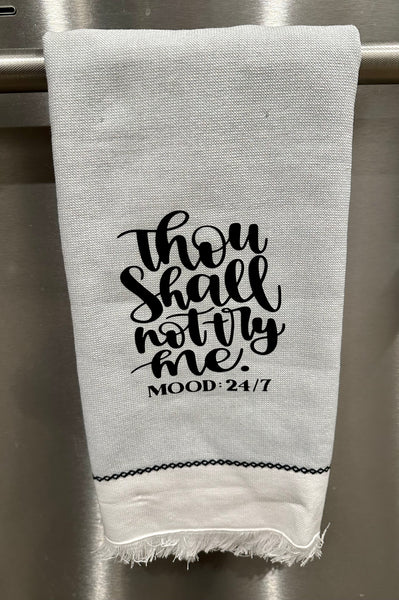 Thou
Shall
not try
me.
MOOD: 24/7